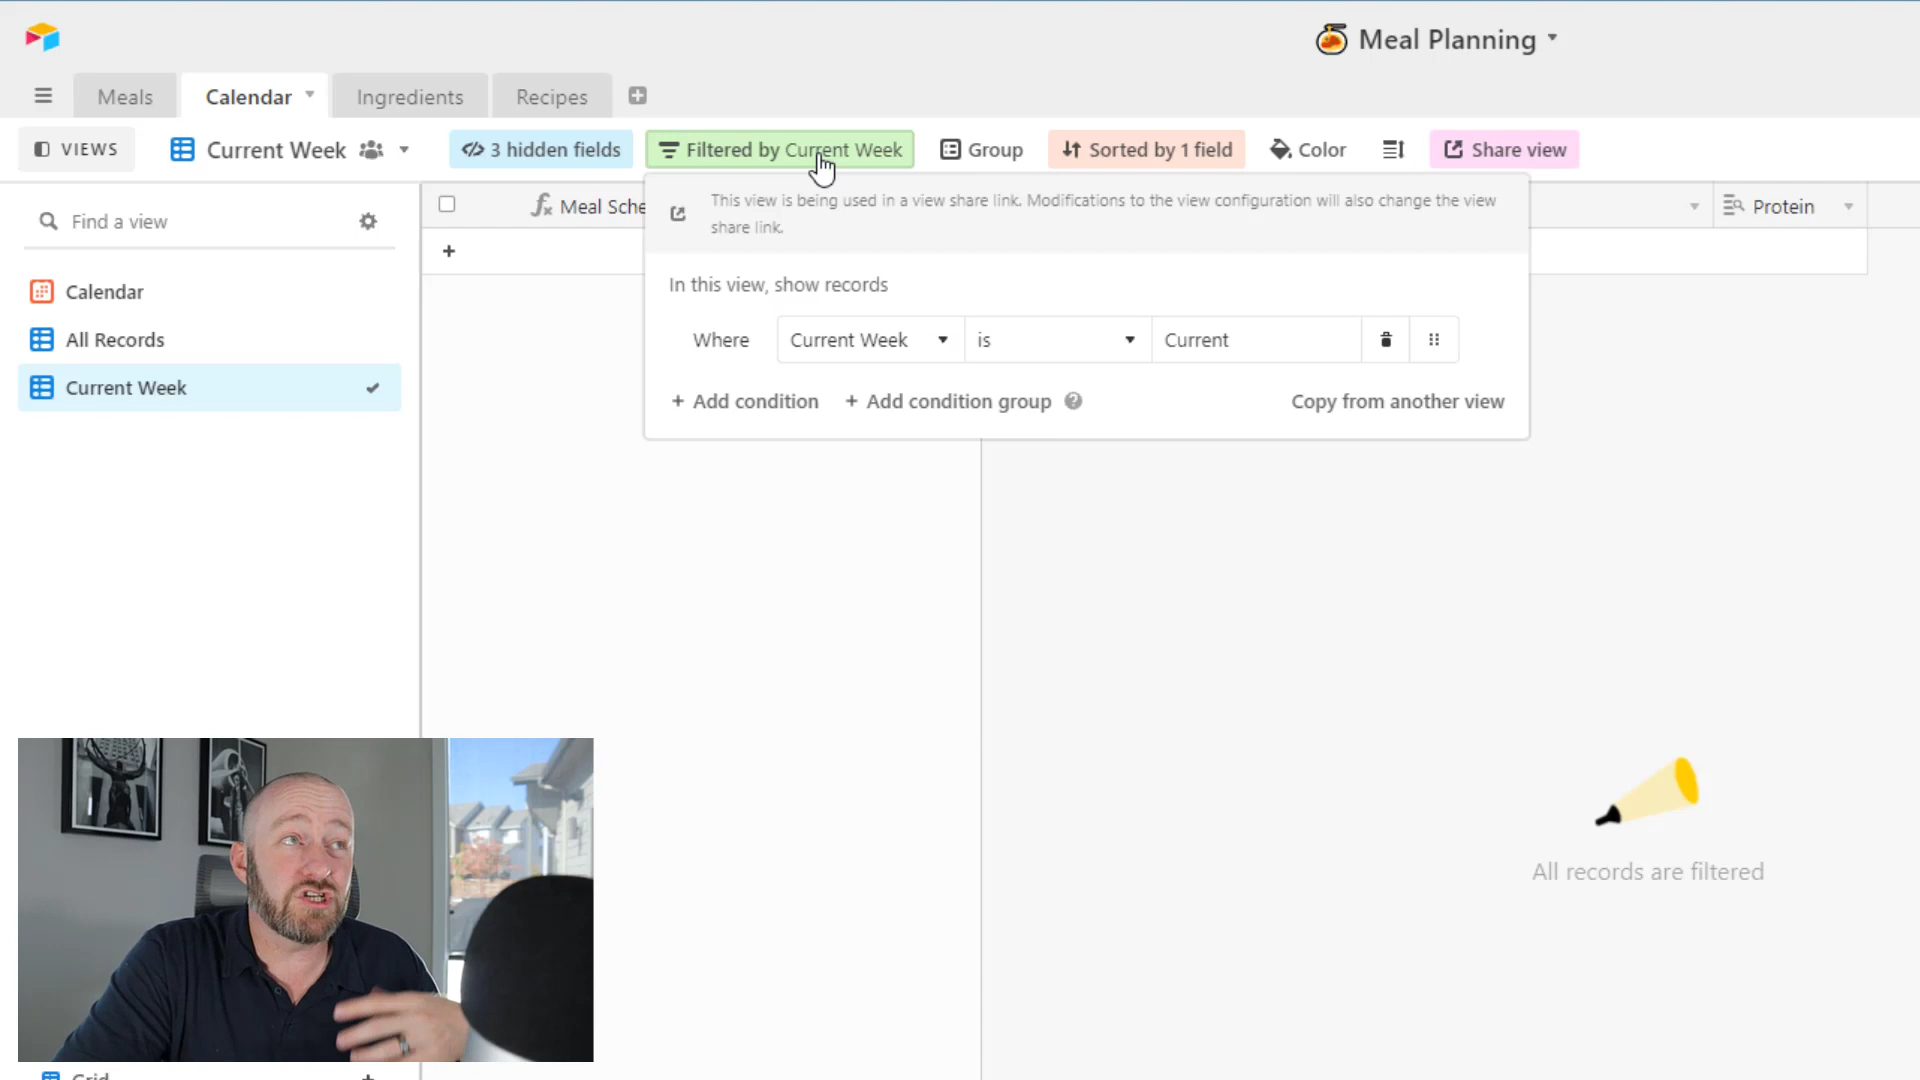 Meal Planning
Meals
Calendar
Ingredients
Recipes
VIEWS
Current Week
3 hidden fields
Filtered by Current Week
Group
Sorted by 1 field
Color
Share view
Find a view
Calendar
All Records
Current Week
Meal Sche
Protein
This view is being used in a view share link. Modifications to the view configuration will also change the view
share link.
In this view, show records
Where
Current Week
is
Current
+ Add condition
+ Add condition group
Copy from another view
All records are filtered
Grid